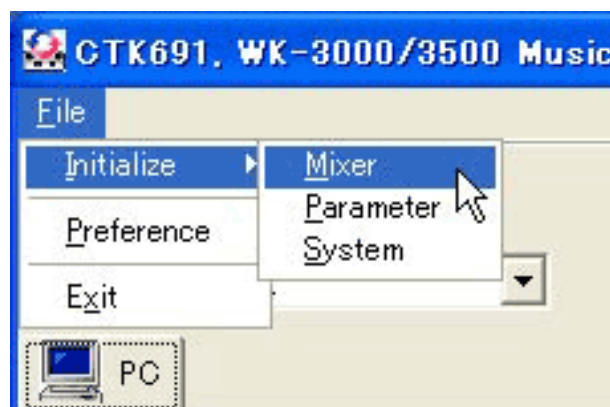 CTK691, WK-3000/3500 Music
File
Initialize
Mixer
Parameter
System
Preference
Exit
PC